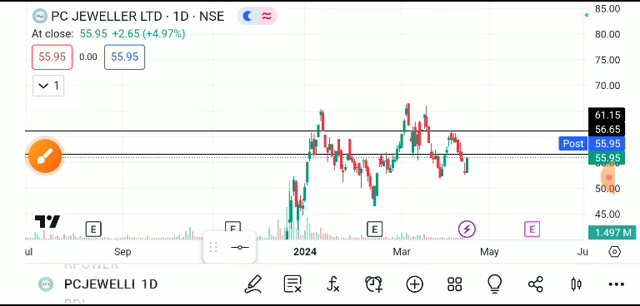 PC JEWELLER LTD · 1D · NSE
At close: 55.95 +2.65 (+4.97%)
55.95 0.00 55.95
1
85.00
80.00
75.00
70.00
61.15
56.65
Post 55.95
55.95
50.00
45.00
1.497 M
E E E E
Sep 2024 Mar May Ju
PCJEWELLI 1D